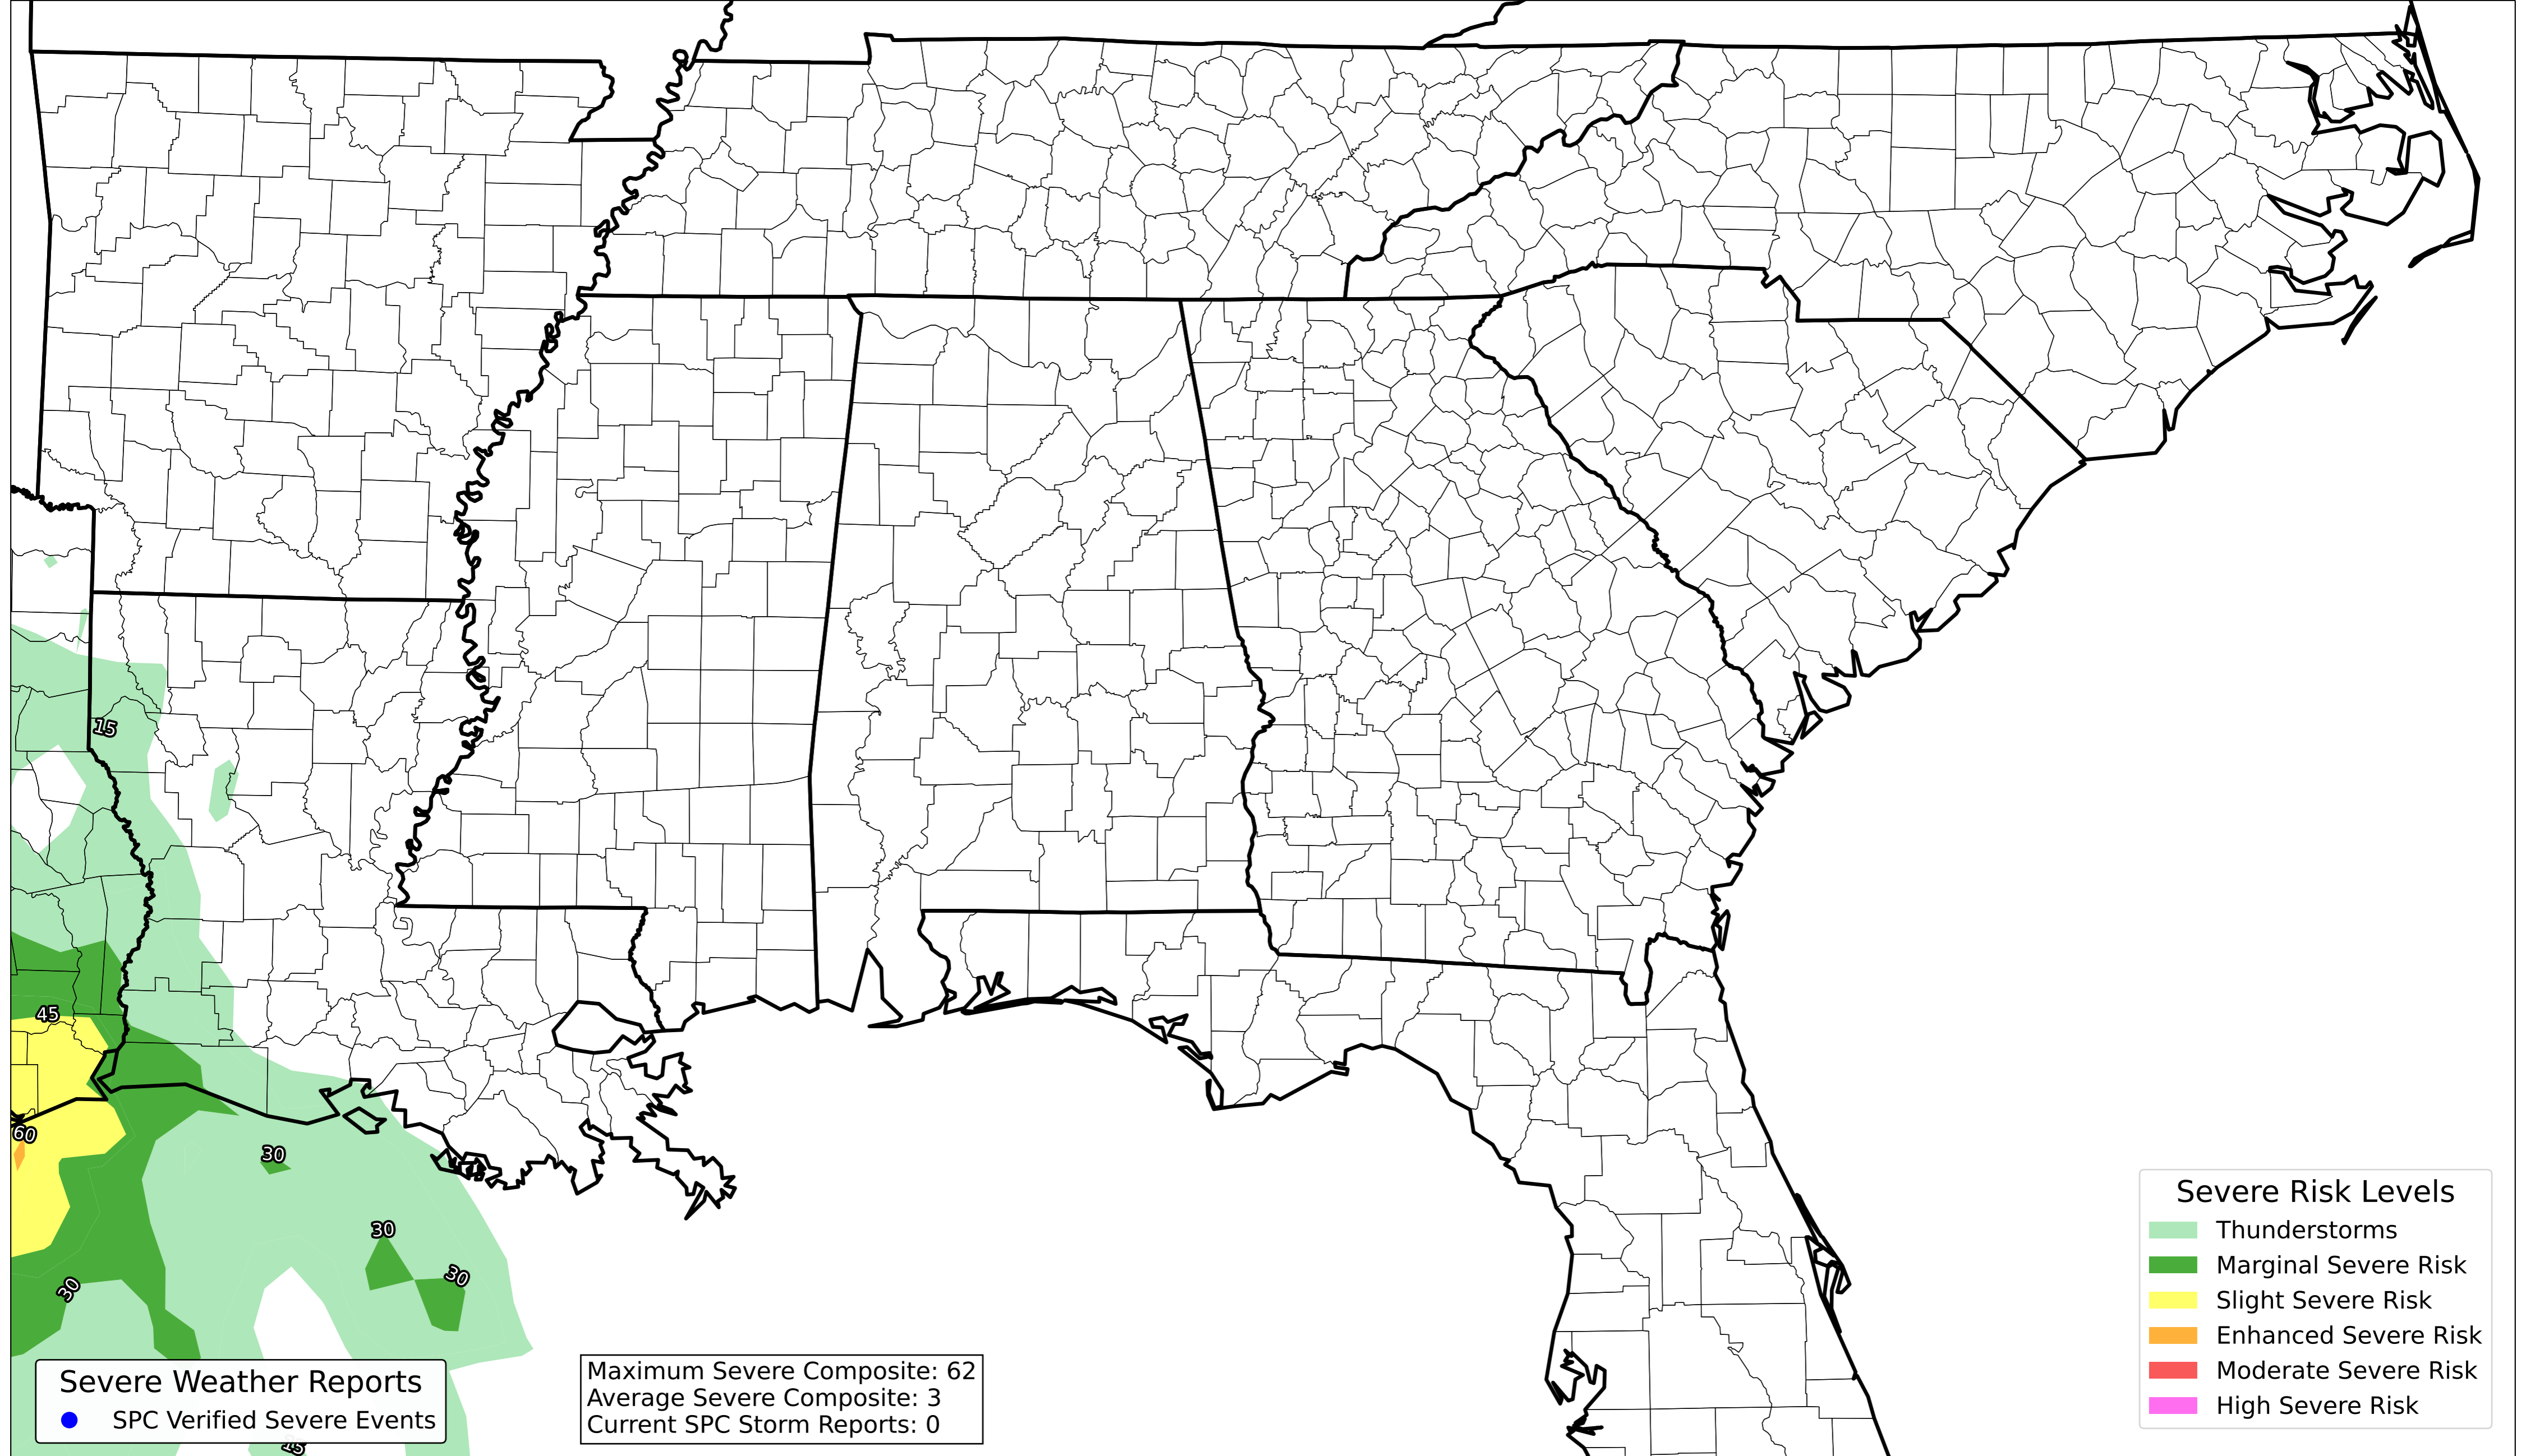 15
45
60
30
30
30
30
15
Severe Weather Reports
SPC Verified Severe Events
Maximum Severe Composite: 62
Average Severe Composite: 3
Current SPC Storm Reports: 0
Severe Risk Levels
Thunderstorms
Marginal Severe Risk
Slight Severe Risk
Enhanced Severe Risk
Moderate Severe Risk
High Severe Risk